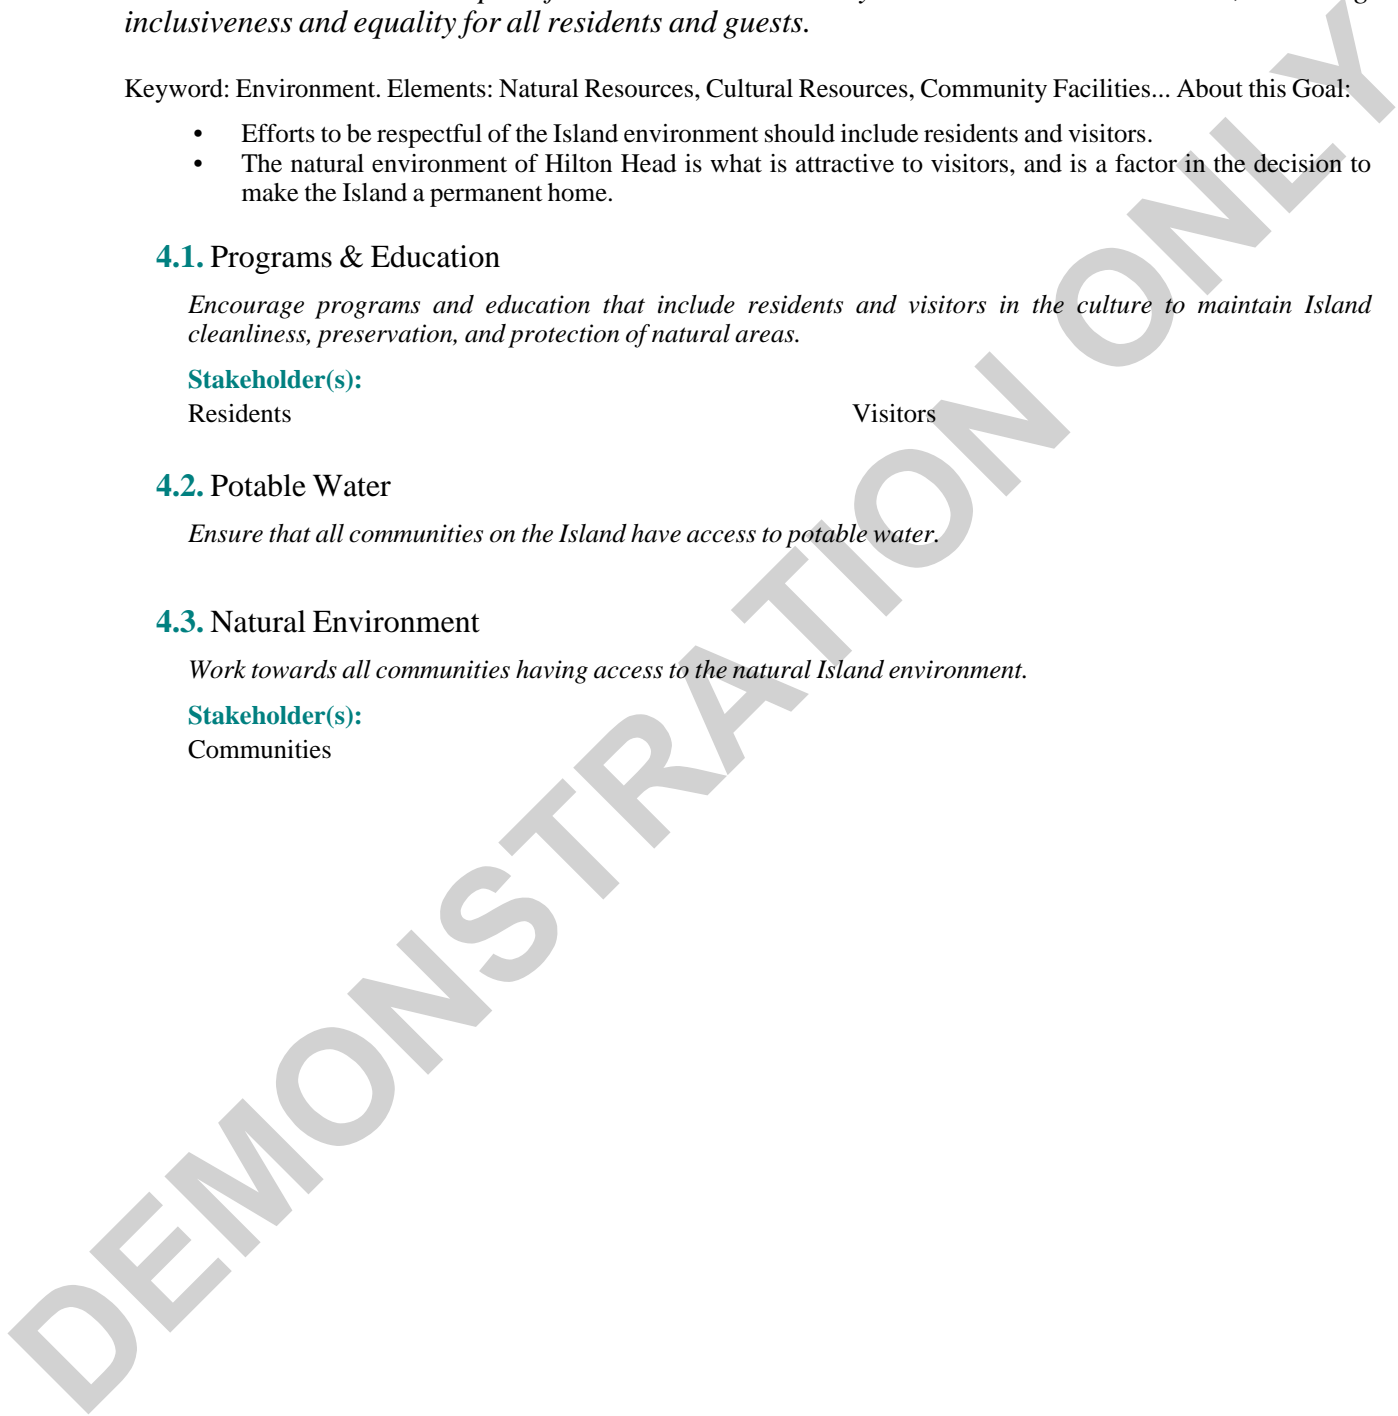 inclusiveness and equality for all residents and guests.
Keyword: Environment. Elements: Natural Resources, Cultural Resources, Community Facilities... About this Goal:
• Efforts to be respectful of the Island environment should include residents and visitors.
• The natural environment of Hilton Head is what is attractive to visitors, and is a factor in the decision to
make the Island a permanent home.
4.1. Programs & Education
Encourage programs and education that include residents and visitors in the culture to maintain Island
cleanliness, preservation, and protection of natural areas.
Stakeholder(s):
Residents Visitors
4.2. Potable Water
Ensure that all communities on the Island have access to potable water.
4.3. Natural Environment
Work towards all communities having access to the natural Island environment.
Stakeholder(s):
Communities
DEMONSTRATION ONLY